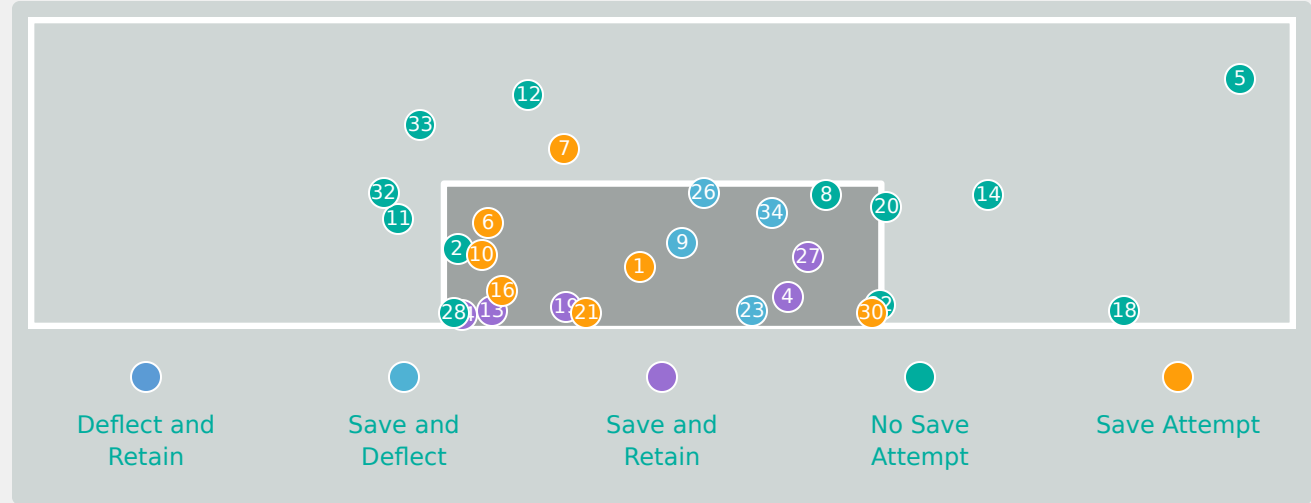 5
12
33
7
32
26
8
14
20
11
34
6
9
2
10
27
1
16
4
19
13
28
21
23
30
18
Deflect and
Retain
Save and
Deflect
Save and
Retain
No Save
Attempt
Save Attempt